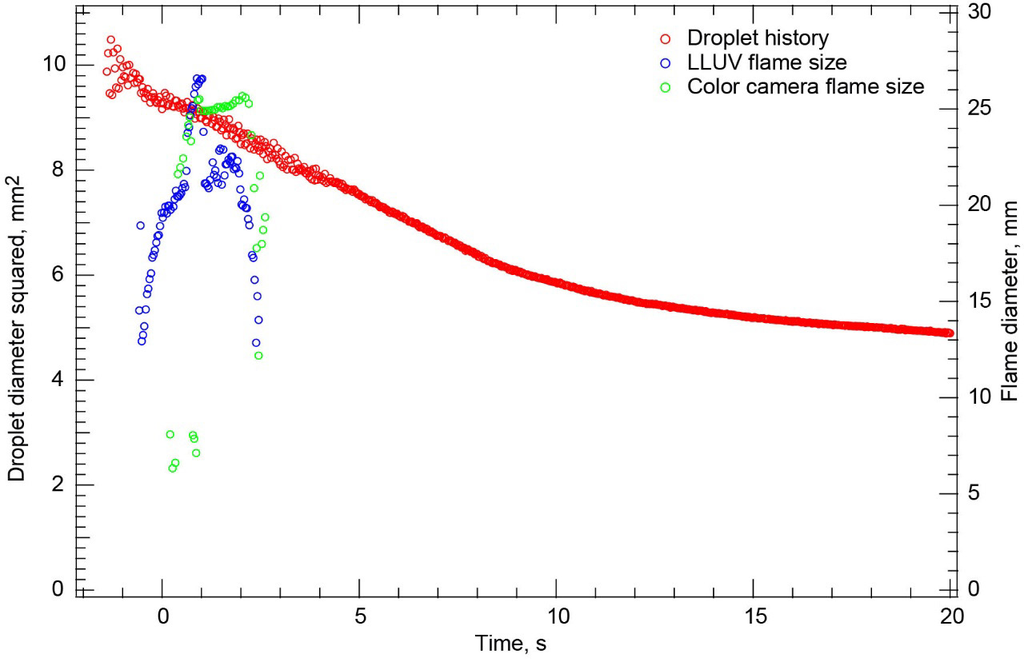 Droplet history
LLUV flame size
Color camera flame size
Droplet diameter squared, mm²
10
8
6
4
2
0
30
25
20
15
10
5
0
Flame diameter, mm
0 5 10 15 20
Time, s